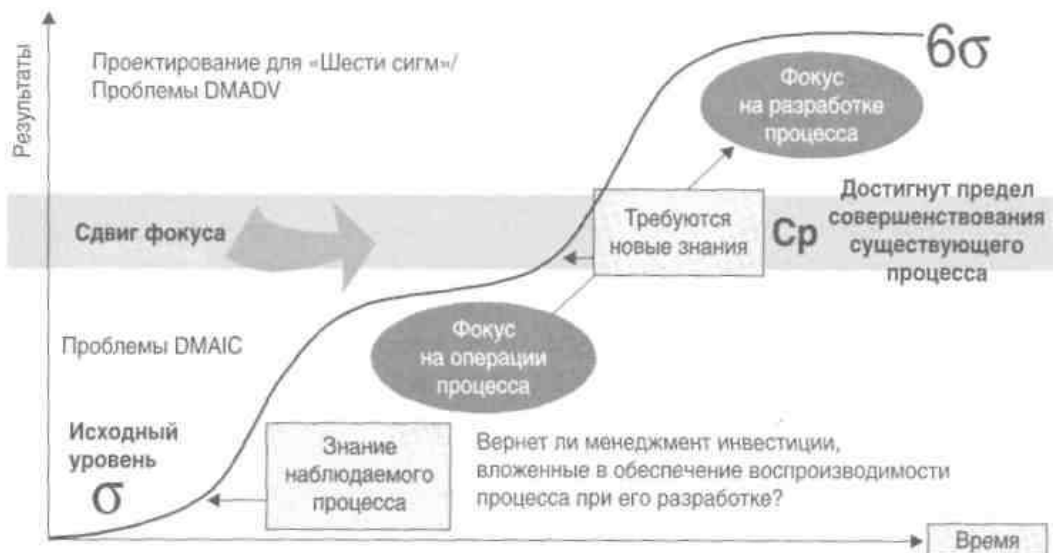 Результаты
Проектирование для «Шести сигм»/
Проблемы DMADV
6σ
Фокус
на разработке
процесса
Сдвиг фокуса
Требуются
новые знания
Cp
Достигнут предел
совершенствования
существующего
процесса
Проблемы DMAIC
Фокус
на операции
процесса
Исходный
уровень
σ
Знание
наблюдаемого
процесса
Вернет ли менеджмент инвестиции,
вложенные в обеспечение воспроизводимости
процесса при его разработке?
Время